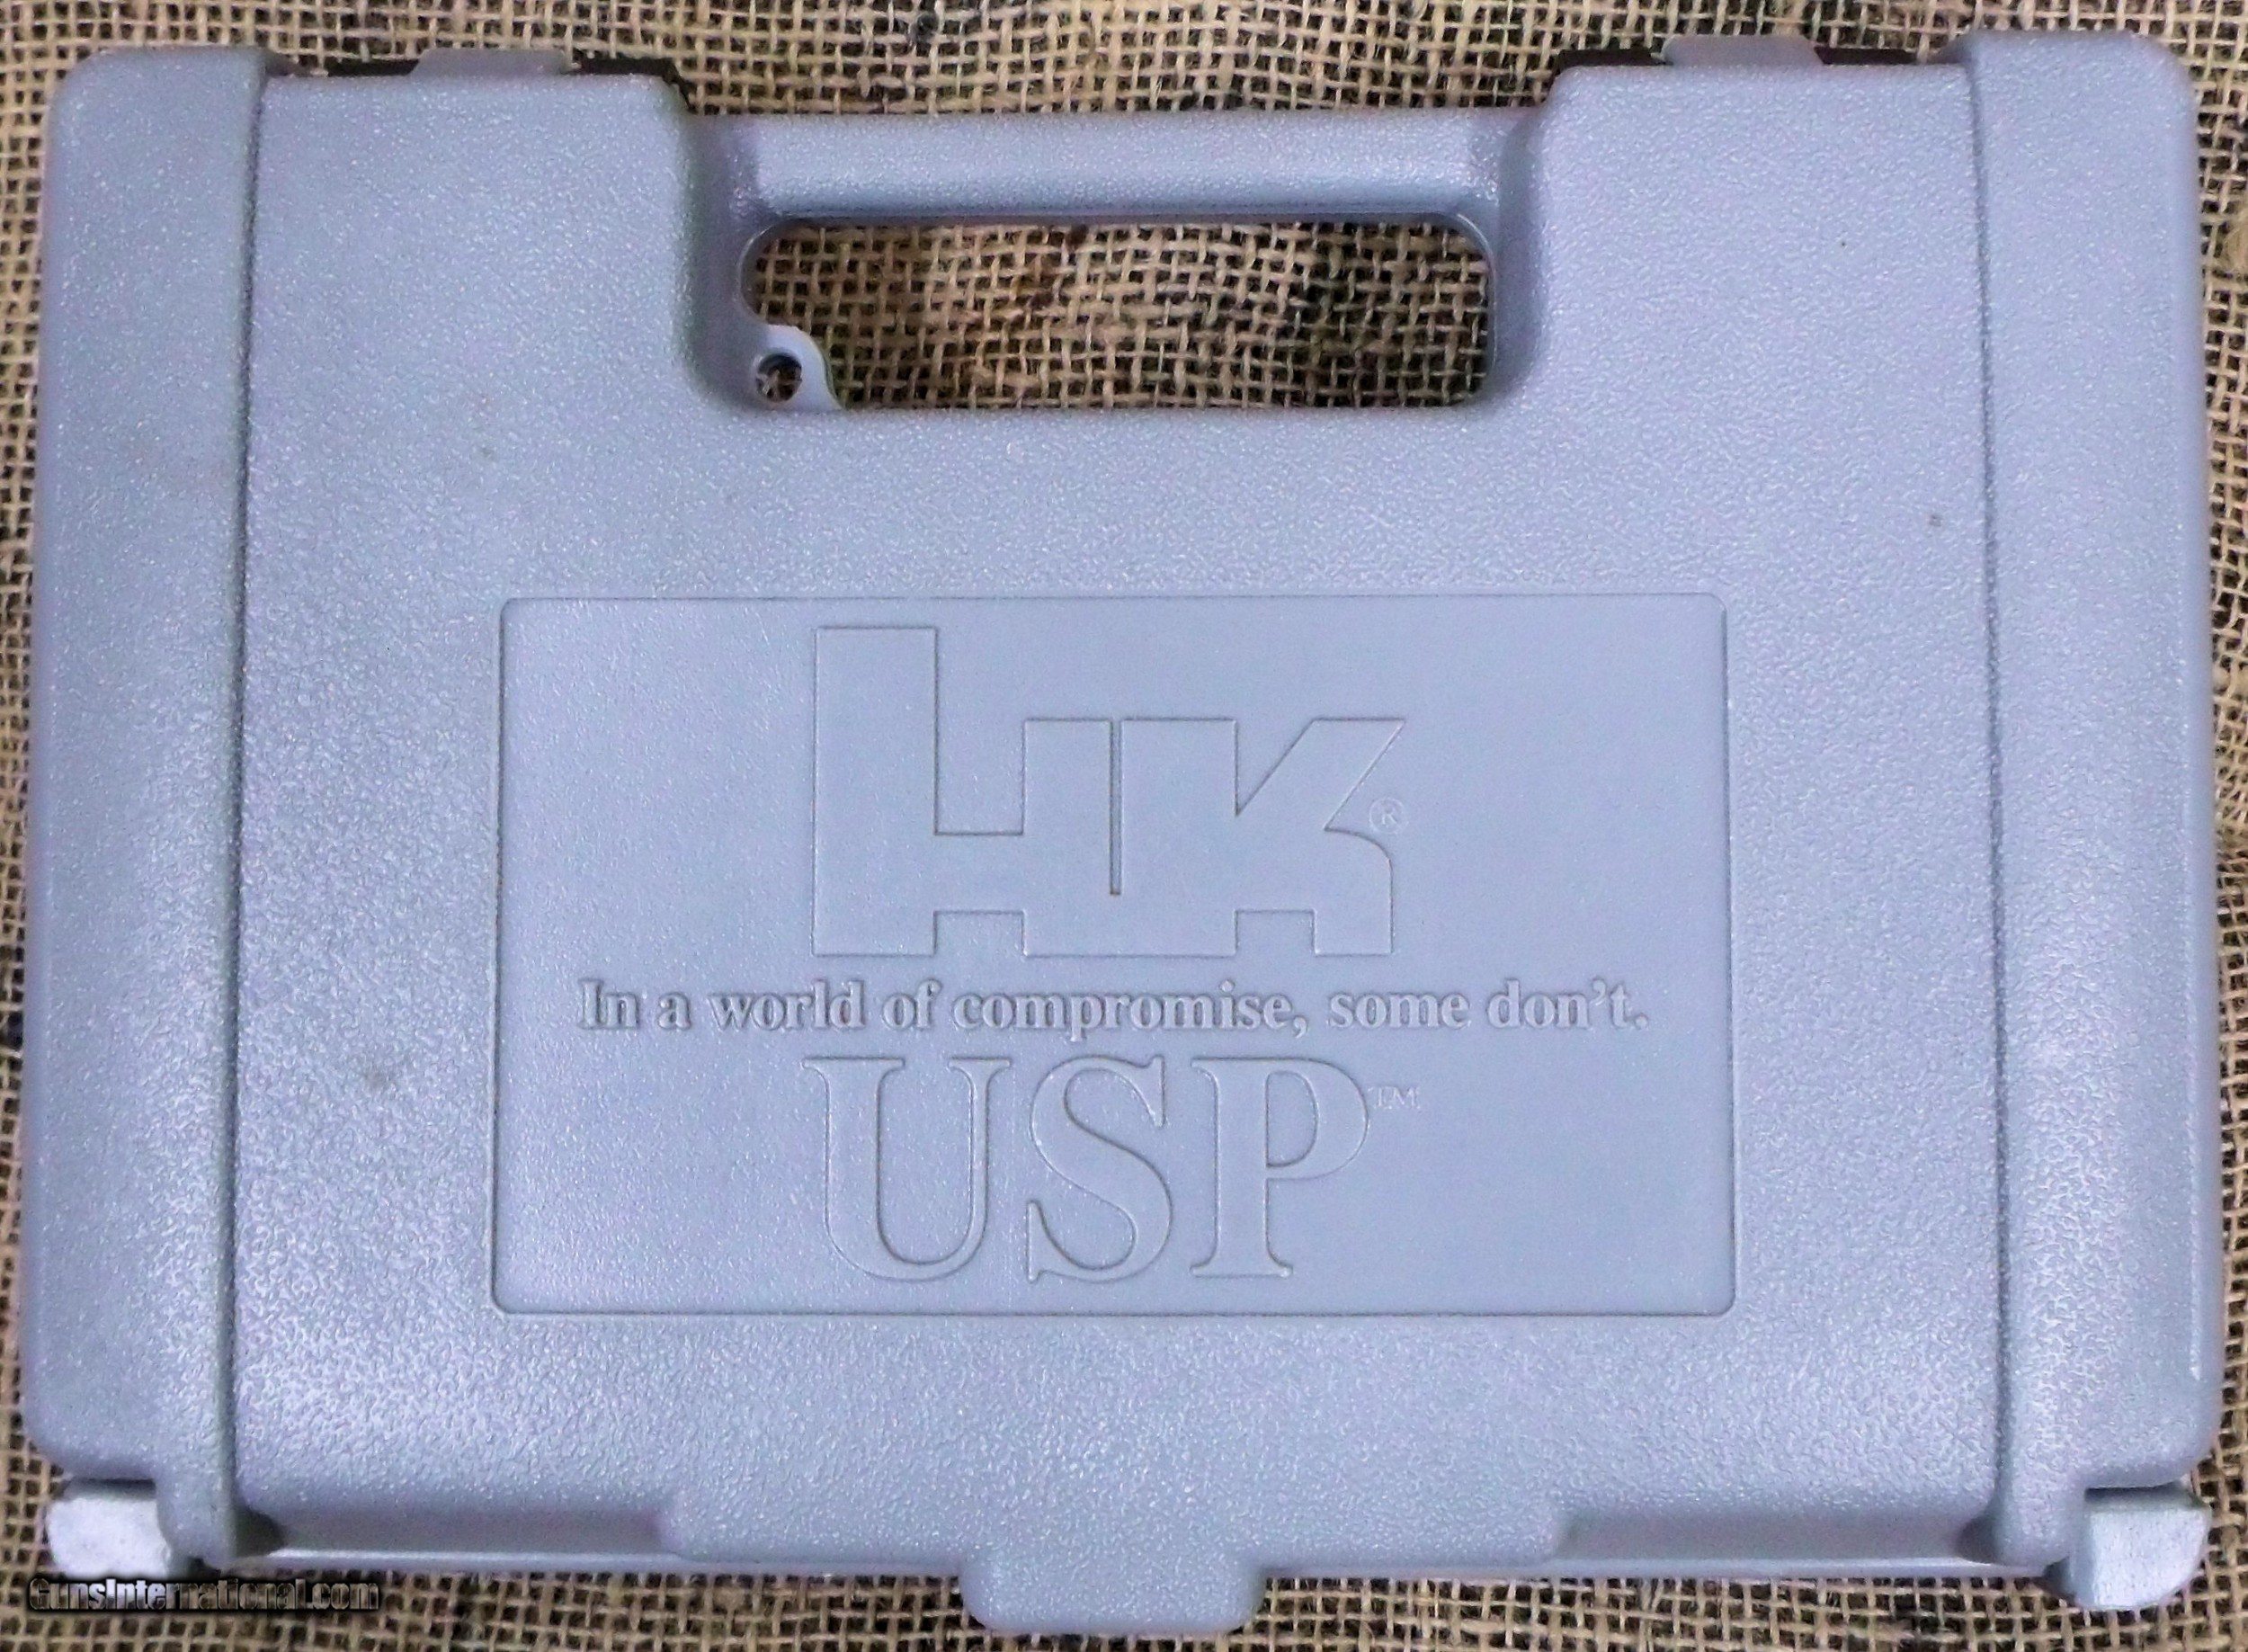 HK®
In a world of compromise, some don't.
USP™
GunsInternational.com